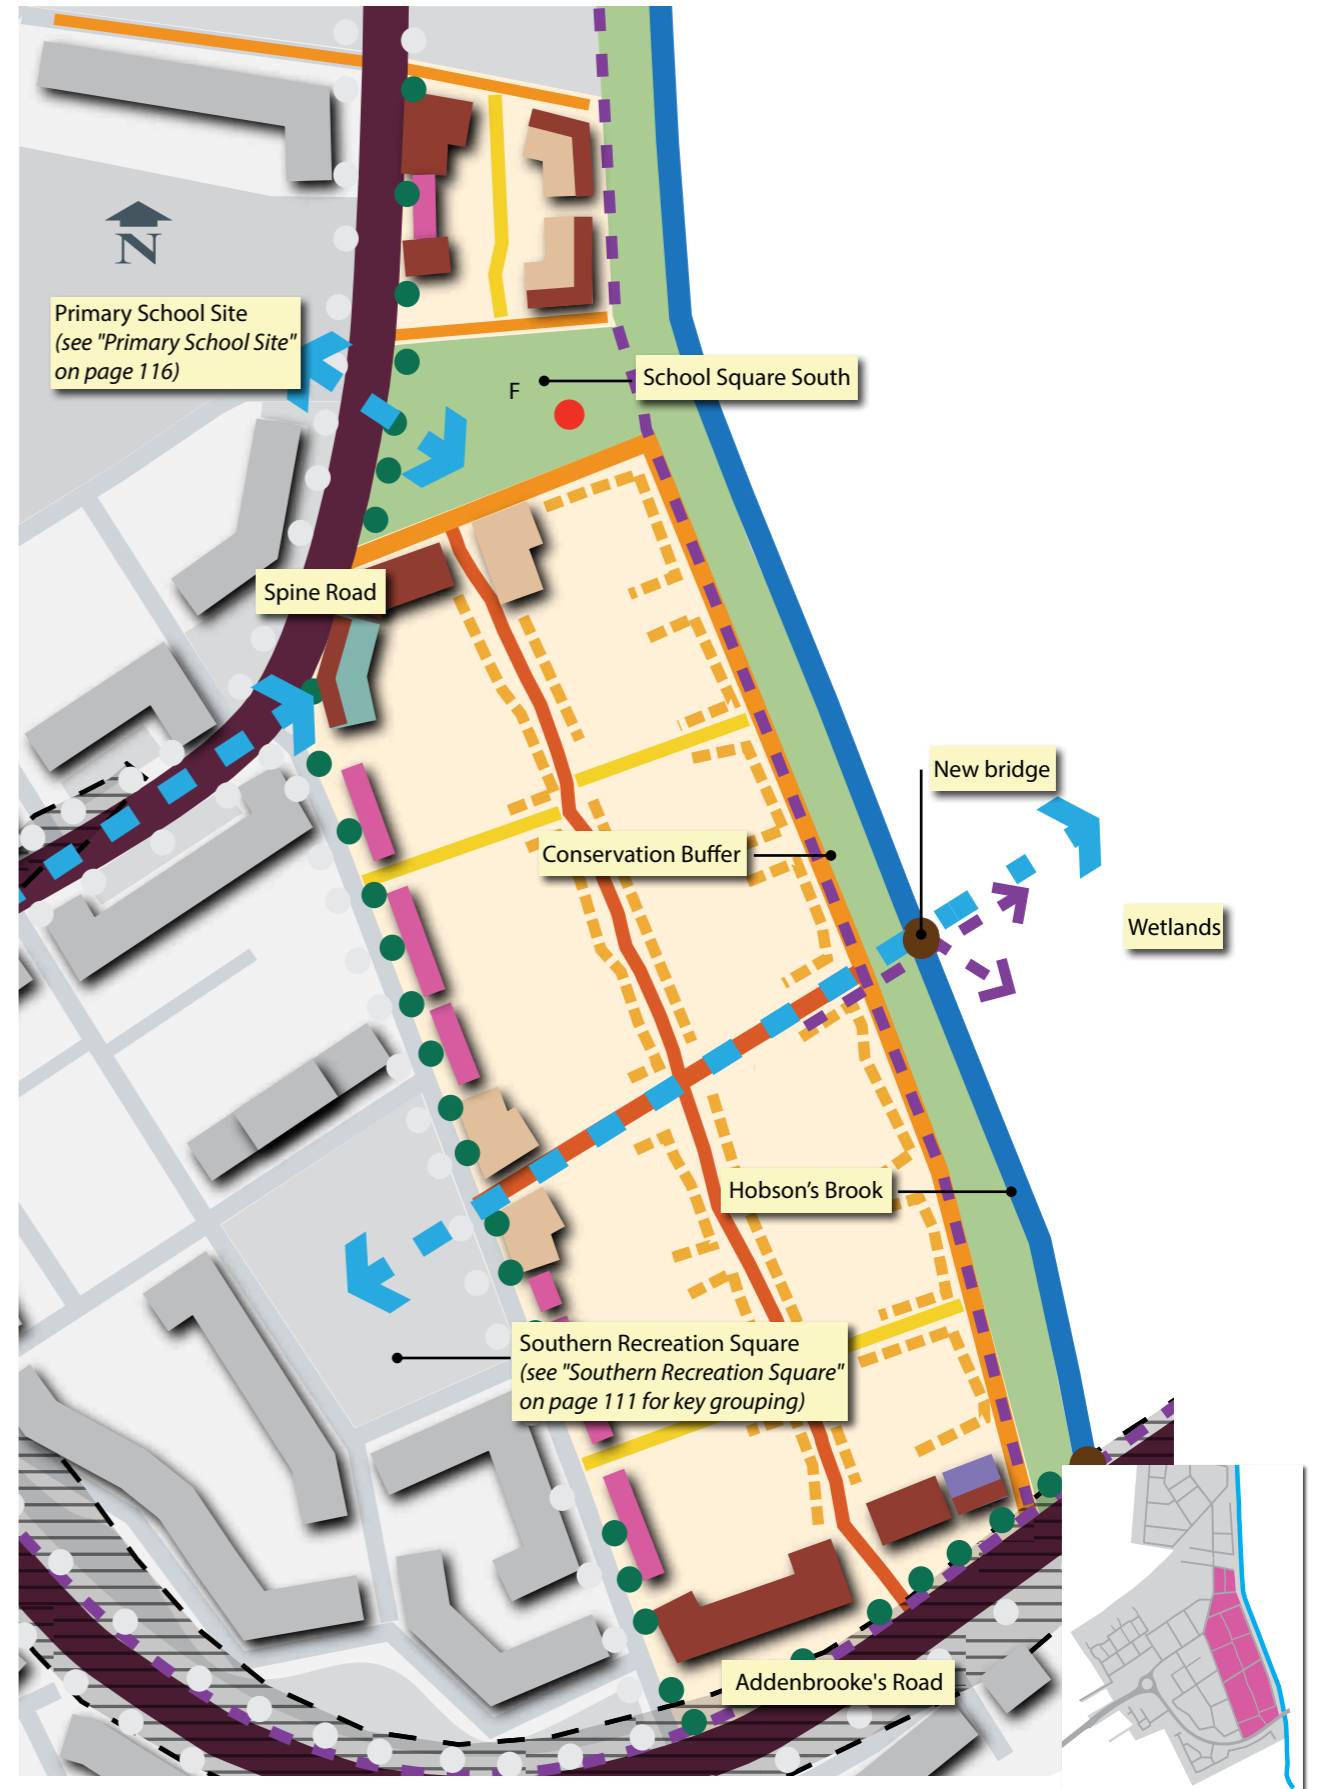 N
Primary School Site
(see "Primary School Site"
on page 116)
F
School Square South
Spine Road
New bridge
Conservation Buffer
Wetlands
Hobson's Brook
Southern Recreation Square
(see "Southern Recreation Square"
on page 111 for key grouping)
Addenbrooke's Road